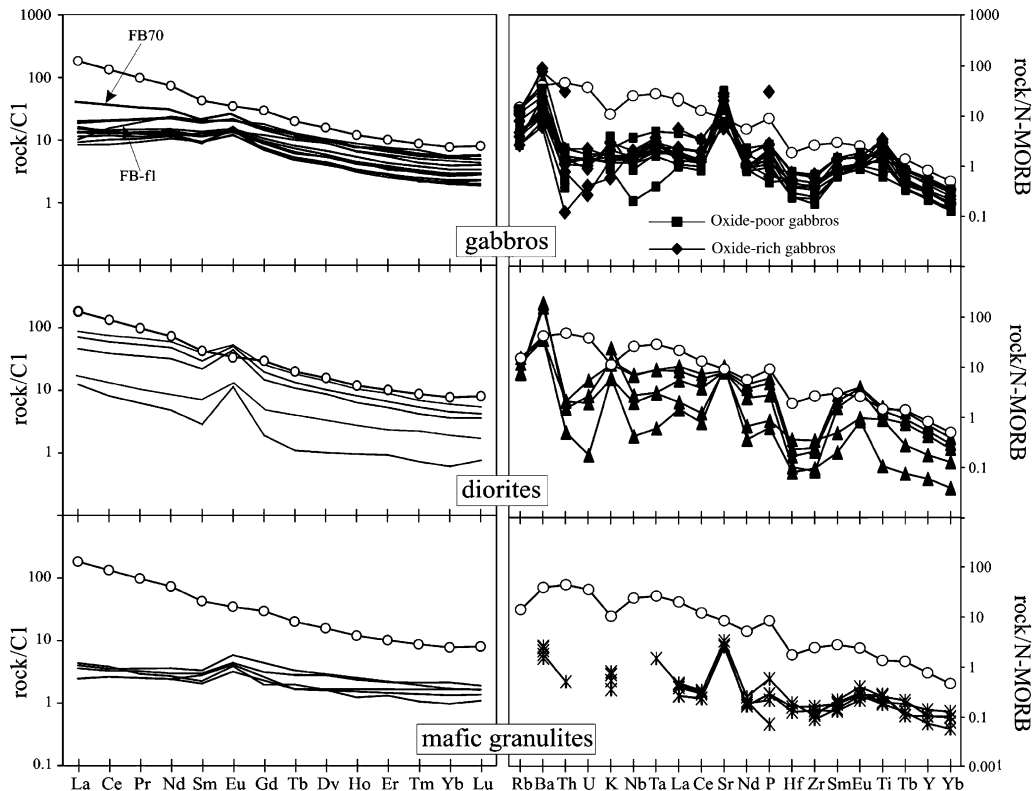 1000
100
10
1
rock/C1
FB70
FB-f1
1000
100
10
1
0.1
rock/N-MORB
Oxide-poor gabbros
Oxide-rich gabbros
gabbros
100
10
1
rock/C1
100
10
1
0.1
rock/N-MORB
diorites
100
10
1
0.1
rock/C1
100
10
1
0.1
0.001
rock/N-MORB
mafic granulites
La Ce Pr Nd Sm Eu Gd Tb Dy Ho Er Tm Yb Lu
Rb Ba Th U K Nb Ta La Ce Sr Nd P Hf Zr Sm Eu Ti Tb Y Yb